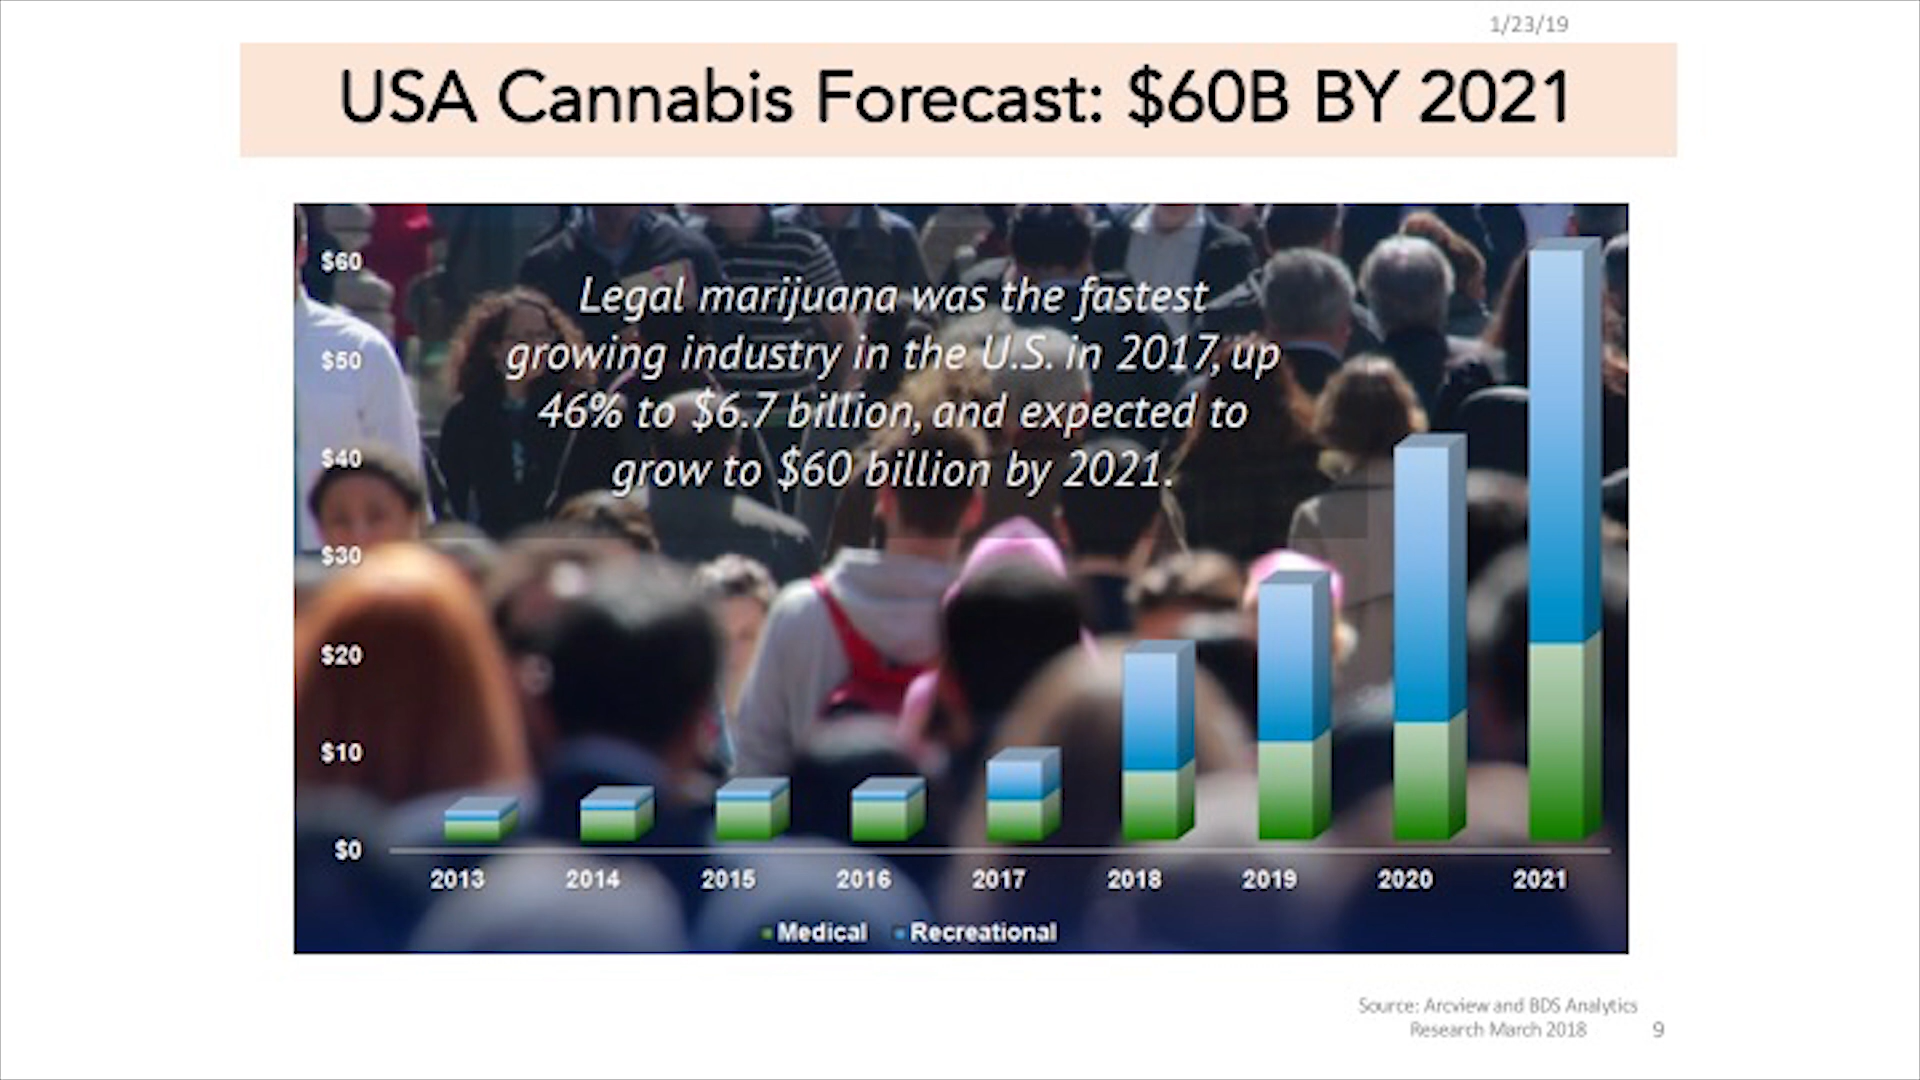 1/23/19
USA Cannabis Forecast: $60B BY 2021
Legal marijuana was the fastest
growing industry in the U.S. in 2017, up
46% to $6.7 billion, and expected to
grow to $60 billion by 2021.
$60
$50
$40
$30
$20
$10
$0
2013 2014 2015 2016 2017 2018 2019 2020 2021
Medical Recreational
Source: Arcview and BDS Analytics
Research March 2018
9